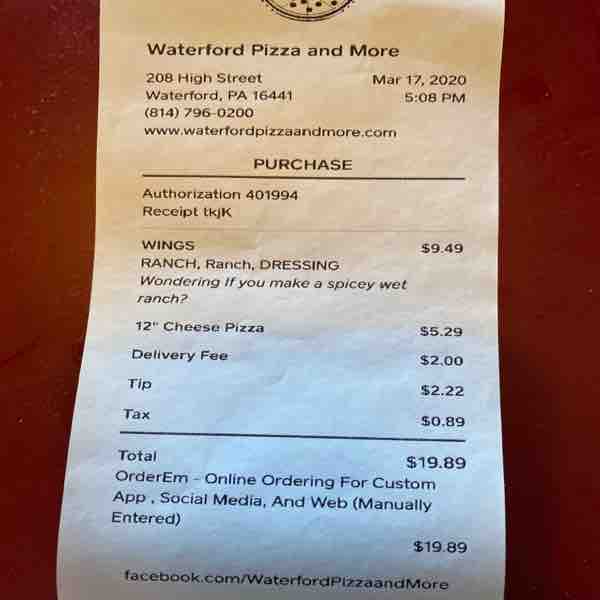 Waterford Pizza and More
208 High Street Mar 17, 2020
Waterford, PA 16441 5:08 PM
(814) 796-0200
www.waterfordpizzaandmore.com
PURCHASE
Authorization 401994
Receipt tkjK
WINGS $9.49
RANCH, Ranch, DRESSING
Wondering If you make a spicey wet
ranch?
12" Cheese Pizza $5.29
Delivery Fee $2.00
Tip $2.22
Tax $0.89
Total $19.89
OrderEm - Online Ordering For Custom
App , Social Media, And Web (Manually
Entered)
$19.89
facebook.com/WaterfordPizzaandMore